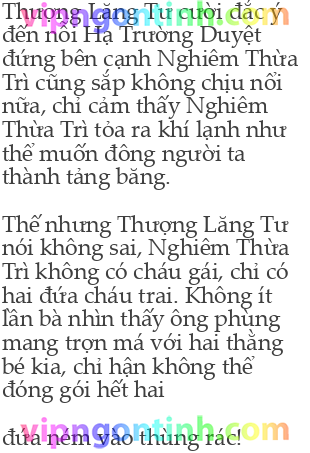 Thượng Lăng Tư cười đắc ý
vipngontinh.com
đến nỗi Hạ Trường Duyệt
đứng bên cạnh Nghiêm Thừa
Trì cũng sắp không chịu nổi
nữa, chỉ cảm thấy Nghiêm
Thừa Trì tỏa ra khí lạnh như
thể muốn đông người ta
thành tảng băng.
Thế nhưng Thượng Lăng Tư
nói không sai, Nghiêm Thừa
Trì không có cháu gái, chỉ có
hai đứa cháu trai. Không ít
lần bà nhìn thấy ông phùng
mang trợn má với hai thằng
bé kia, chỉ hận không thể
đóng gói hết hai
vipngontinh.com
đứa ném vào thùng rác!